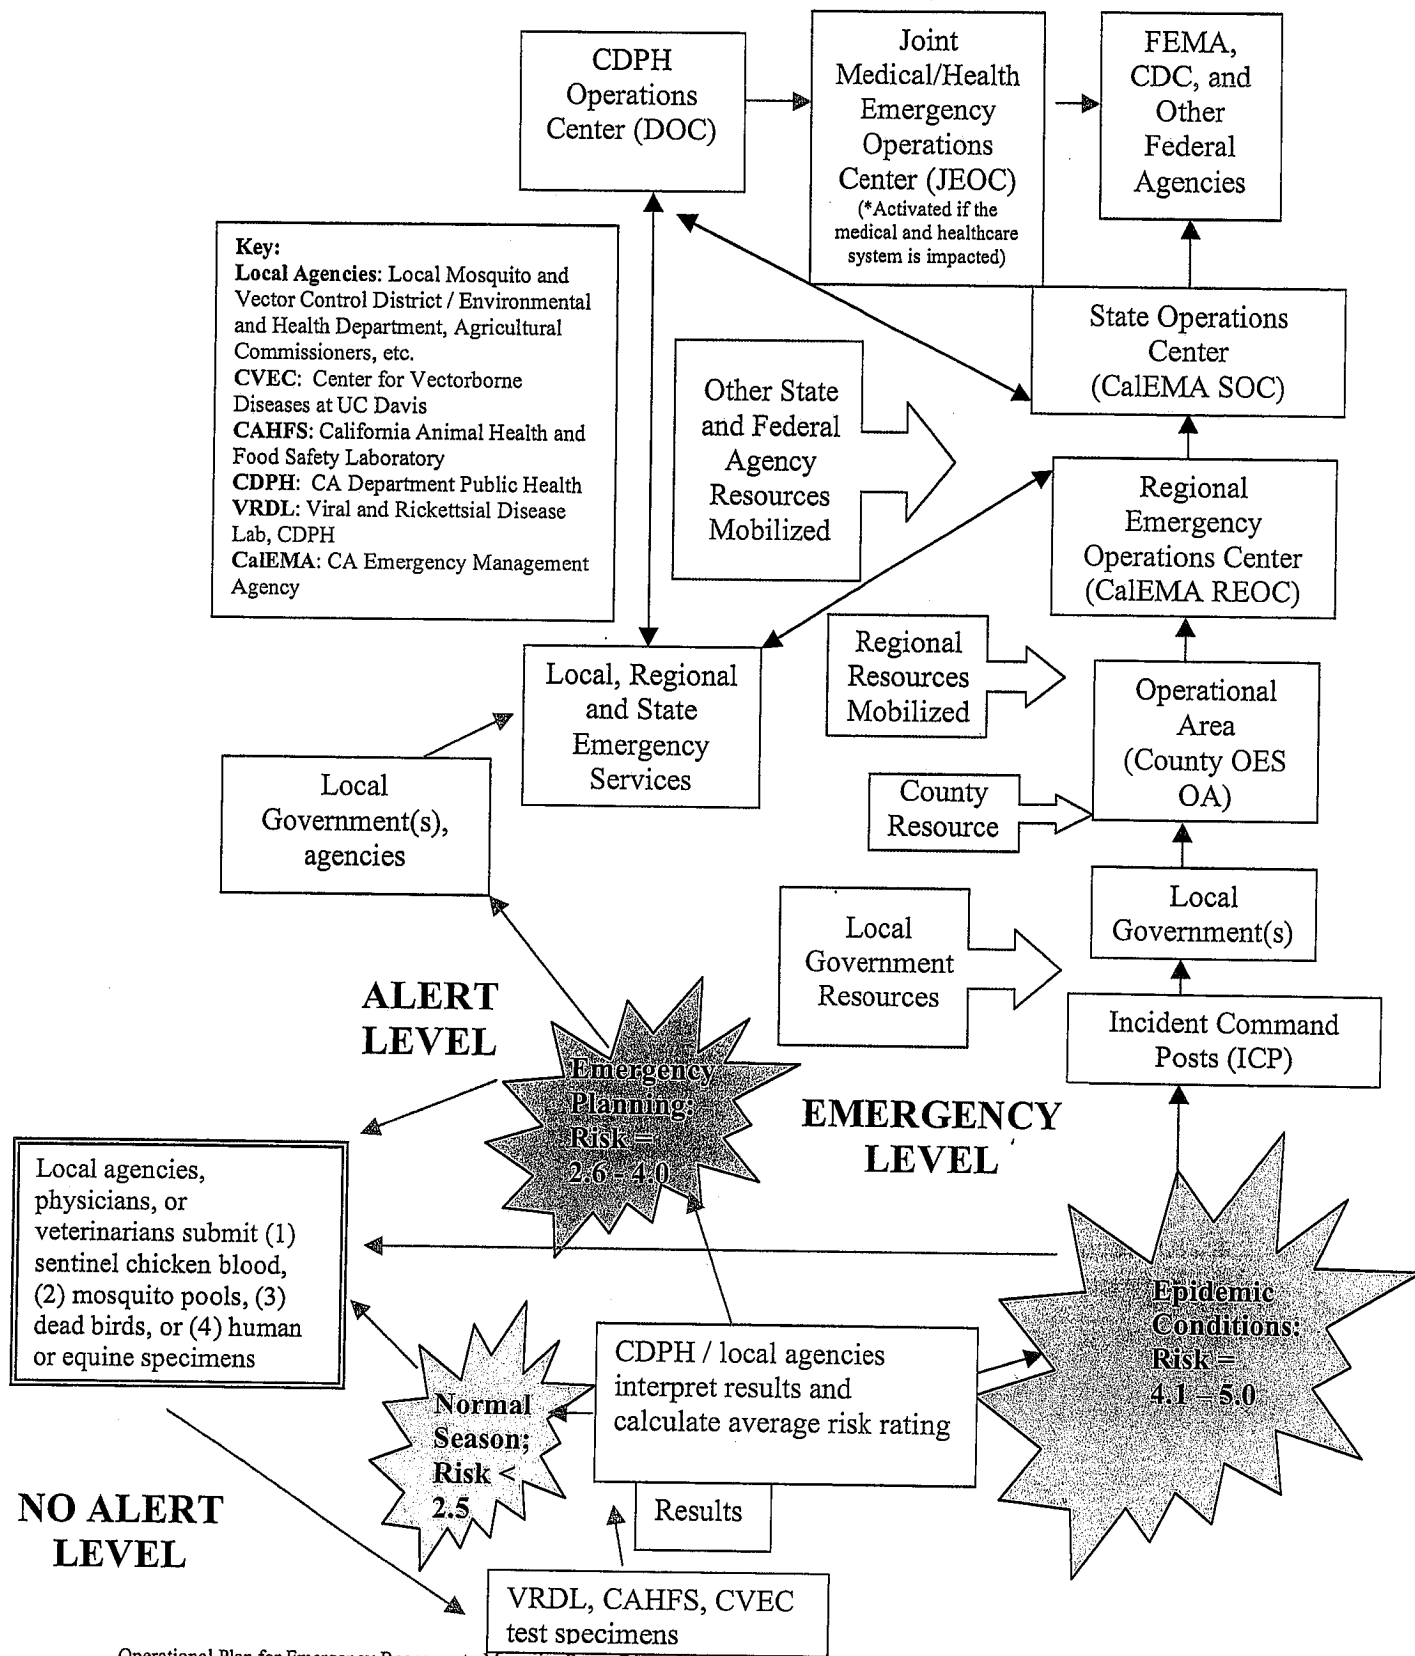 CDPH
Operations
Center (DOC)
Joint
Medical/Health
Emergency
Operations
Center (JEOC)
(*Activated if the
medical and healthcare
system is impacted)
FEMA,
CDC, and
Other
Federal
Agencies
Key:
Local Agencies: Local Mosquito and
Vector Control District / Environmental
and Health Department, Agricultural
Commissioners, etc.
CVEC: Center for Vectorborne
Diseases at UC Davis
CAHFS: California Animal Health and
Food Safety Laboratory
CDPH: CA Department Public Health
VRDL: Viral and Rickettsial Disease
Lab, CDPH
CalEMA: CA Emergency Management
Agency
State Operations
Center
(CalEMA SOC)
Other State
and Federal
Agency
Resources
Mobilized
Regional
Emergency
Operations Center
(CalEMA REOC)
Local, Regional
and State
Emergency
Services
Regional
Resources
Mobilized
Operational
Area
(County OES
OA)
Local
Government(s),
agencies
County
Resource
Local
Government(s)
Local
Government
Resources
Incident Command
Posts (ICP)
ALERT
LEVEL
Emergency
Planning:
Risk =
2.6 - 4.0
EMERGENCY
LEVEL
Local agencies,
physicians, or
veterinarians submit (1)
sentinel chicken blood,
(2) mosquito pools, (3)
dead birds, or (4) human
or equine specimens
Epidemic
Conditions:
Risk =
4.1 – 5.0
CDPH / local agencies
interpret results and
calculate average risk rating
Normal
Season;
Risk <
2.5
Results
NO ALERT
LEVEL
VRDL, CAHFS, CVEC
test specimens
Operational Plan for Emergency Response to